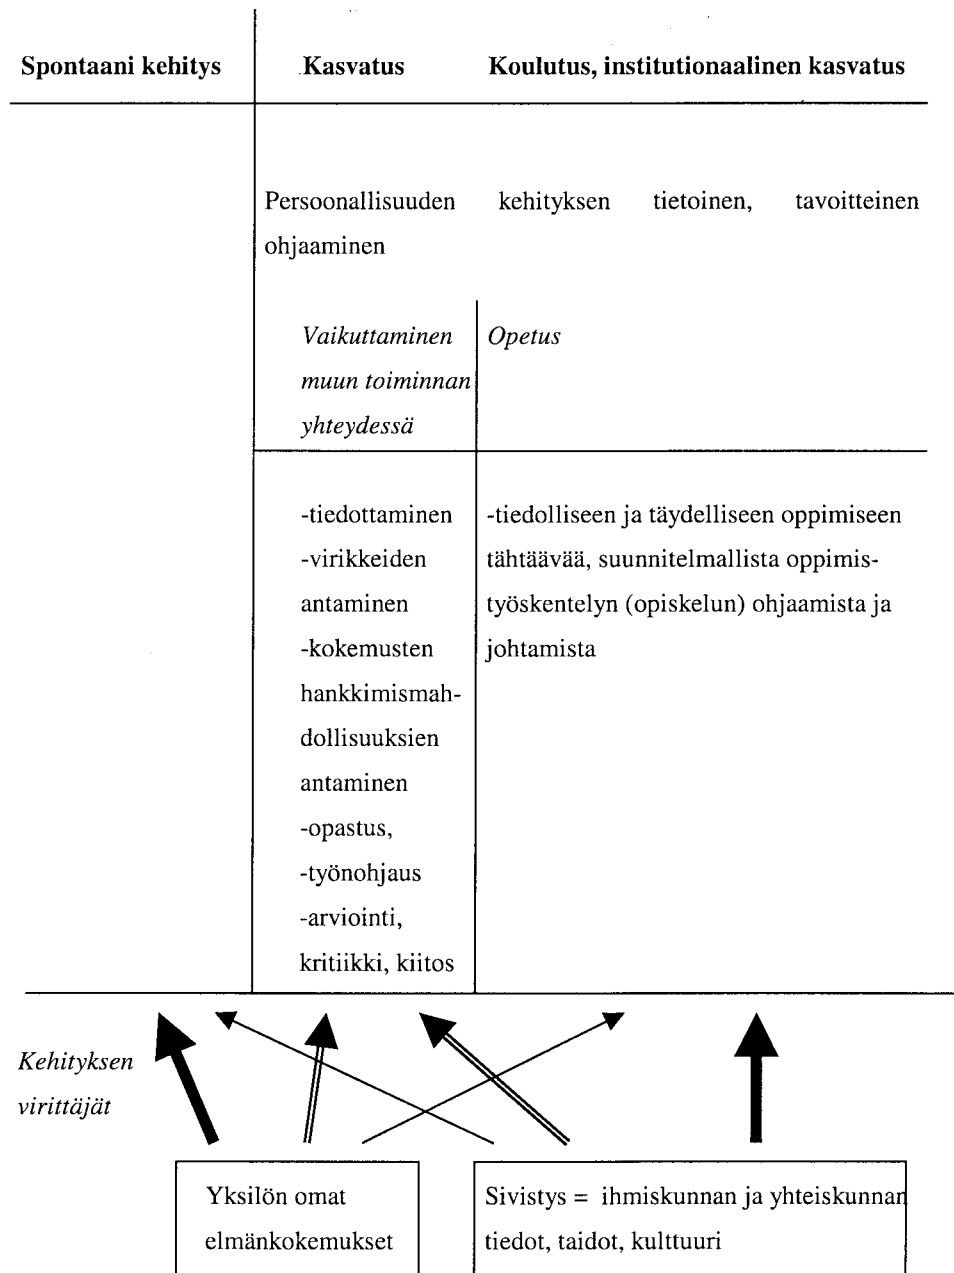 Spontaani kehitys Kasvatus Koulutus, institutionaalinen kasvatus
Persoonallisuuden kehityksen tietoinen, tavoitteinen
ohjaaminen
Vaikuttaminen
muun toiminnan
yhteydessä
Opetus
-tiedottaminen
-virikkeiden
antaminen
-kokemusten
hankkimismah-
dollisuuksien
antaminen
-opastus,
-työnohjaus
-arviointi,
kritiikki, kiitos
-tiedolliseen ja täydelliseen oppimiseen
tähtäävää, suunnitelmallista oppimis-
työskentelyn (opiskelun) ohjaamista ja
johtamista
Kehityksen
virittäjät
Yksilön omat
elmänkokemukset
Sivistys = ihmiskunnan ja yhteiskunnan
tiedot, taidot, kulttuuri